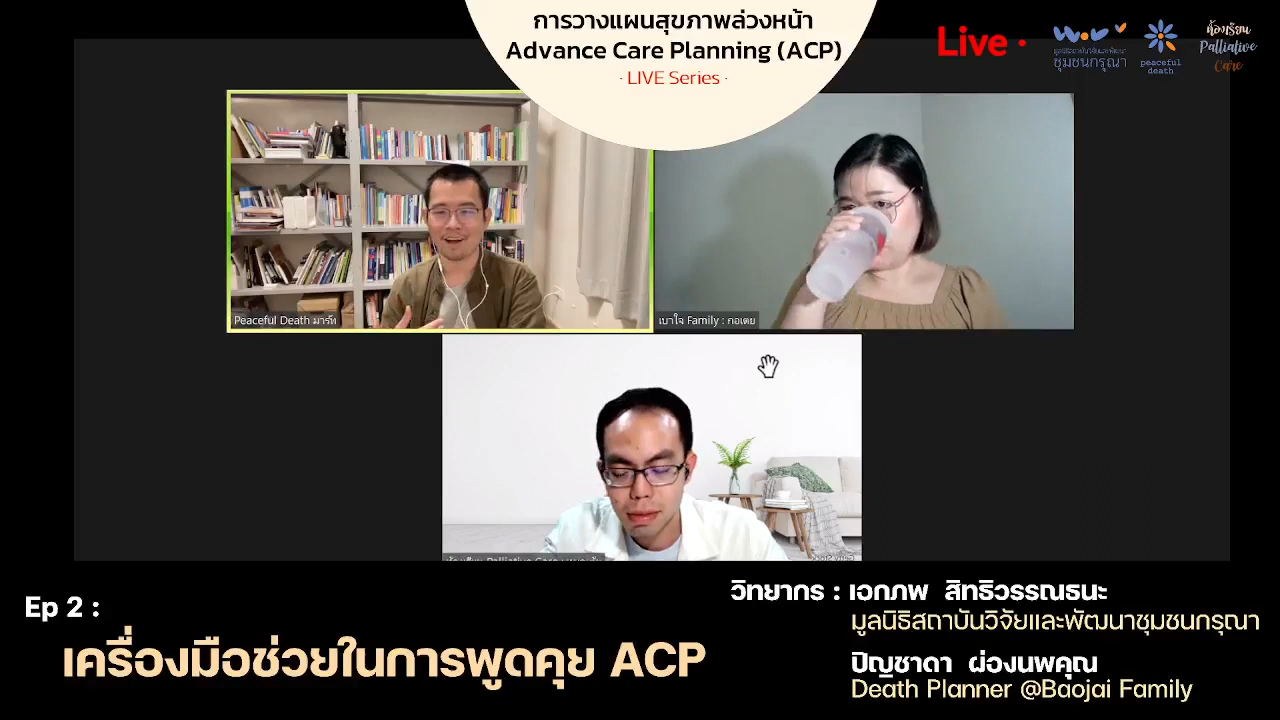 การวางแผนสุขภาพล่วงหน้า
Advance Care Planning (ACP)
· LIVE Series ·
Live ·
ชุมชนกรุณา
peaceful
death
ห้องเรียน
Palliative
Care
Peaceful Death มาร์ท
เบาใจ Family : กอเตย
Ep 2 :
เครื่องมือช่วยในการพูดคุย ACP
วิทยากร : เอกภพ สิทธิวรรณธนะ
มูลนิธิสถาบันวิจัยและพัฒนาชุมชนกรุณา
ปิญชาดา ผ่องนพคุณ
Death Planner @Baojai Family